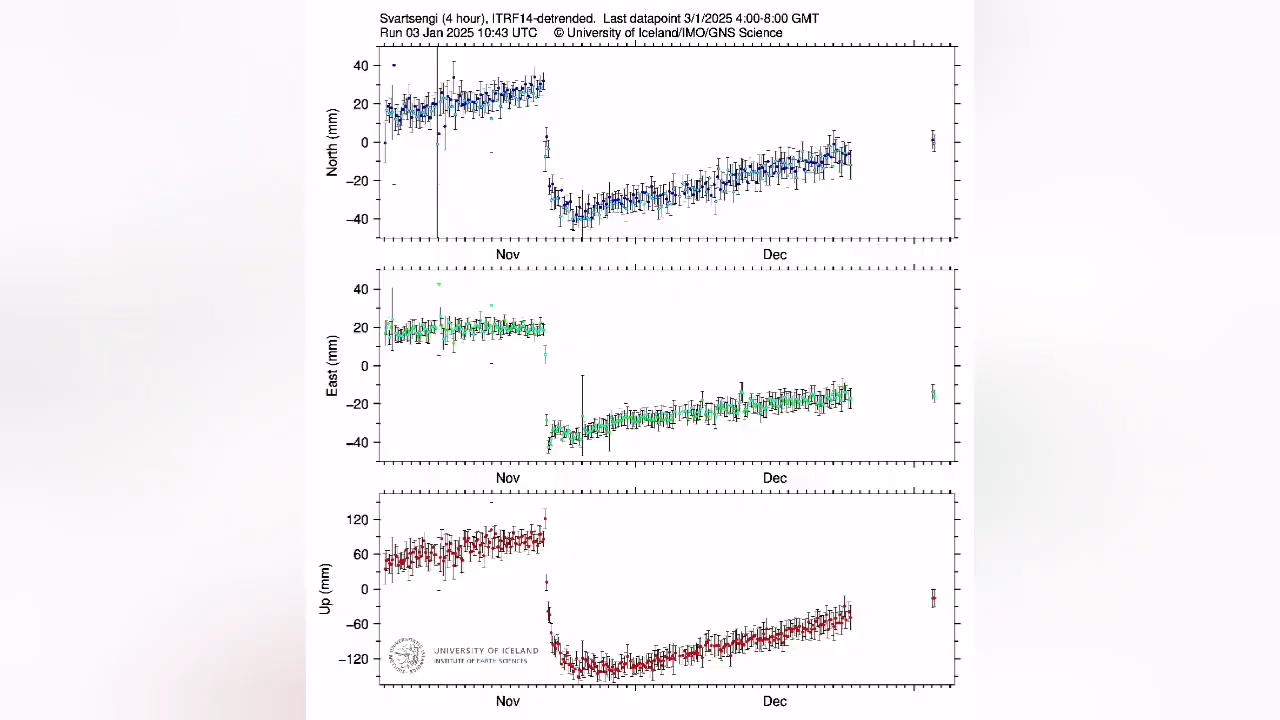 Svartsengi (4 hour), ITRF14-detrended. Last datapoint 3/1/2025 4:00-8:00 GMT
Run 03 Jan 2025 10:43 UTC © University of Iceland/IMO/GNS Science
North (mm)
40
20
0
−20
−40
Nov Dec
East (mm)
40
20
0
−20
−40
Nov Dec
Up (mm)
120
60
0
−60
−120
UNIVERSITY OF ICELAND
INSTITUTE OF EARTH SCIENCES
Nov Dec